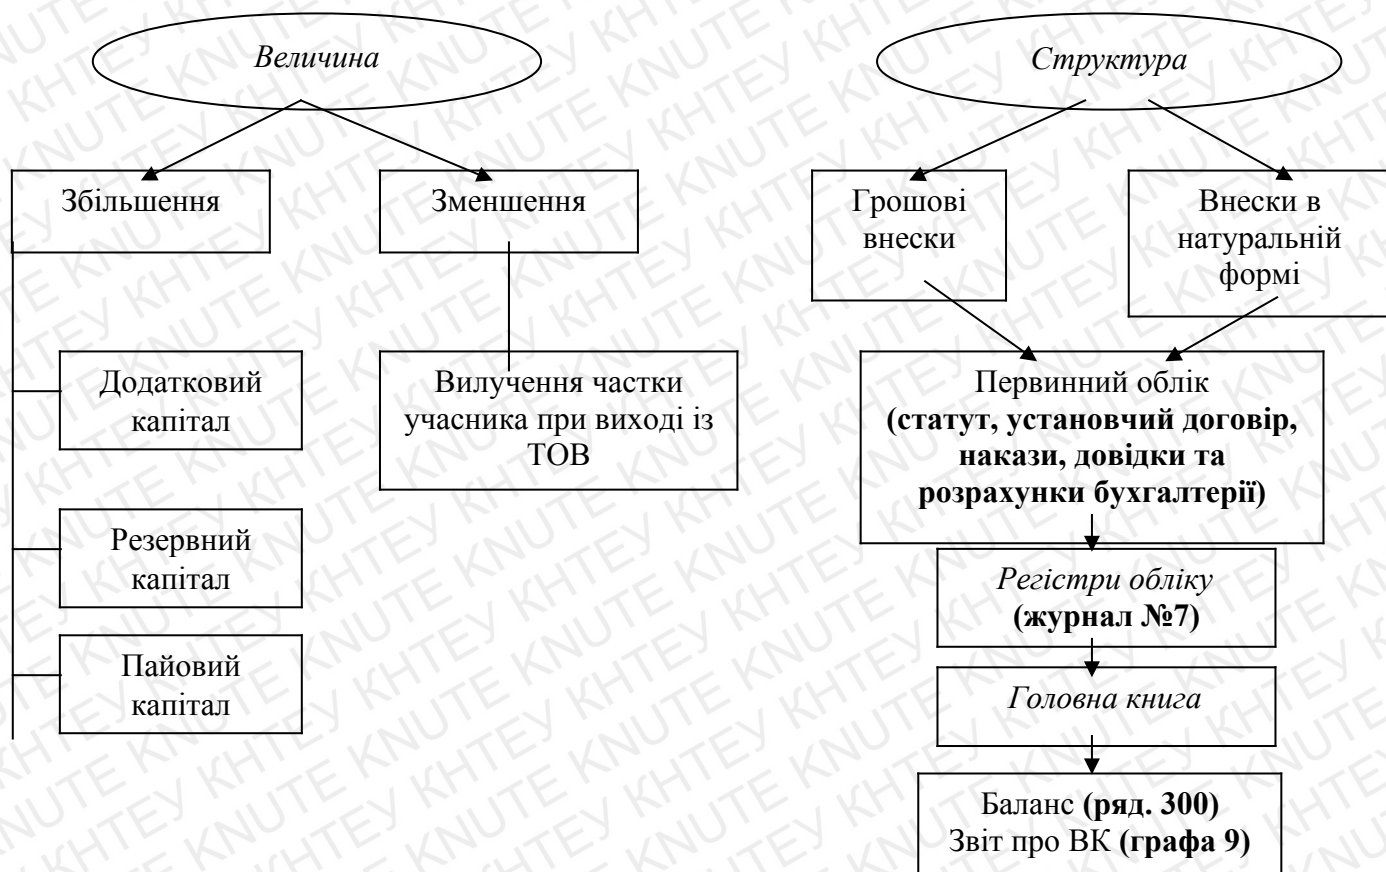 Величина
Збільшення
Зменшення
Додатковий
капітал
Резервний
капітал
Пайовий
капітал
Вилучення частки
учасника при виході із
ТОВ
Структура
Грошові
внески
Внески в
натуральній
формі
Первинний облік
(статут, установчий договір,
накази, довідки та
розрахунки бухгалтерії)
Регістри обліку
(журнал №7)
Головна книга
Баланс (ряд. 300)
Звіт про ВК (графа 9)